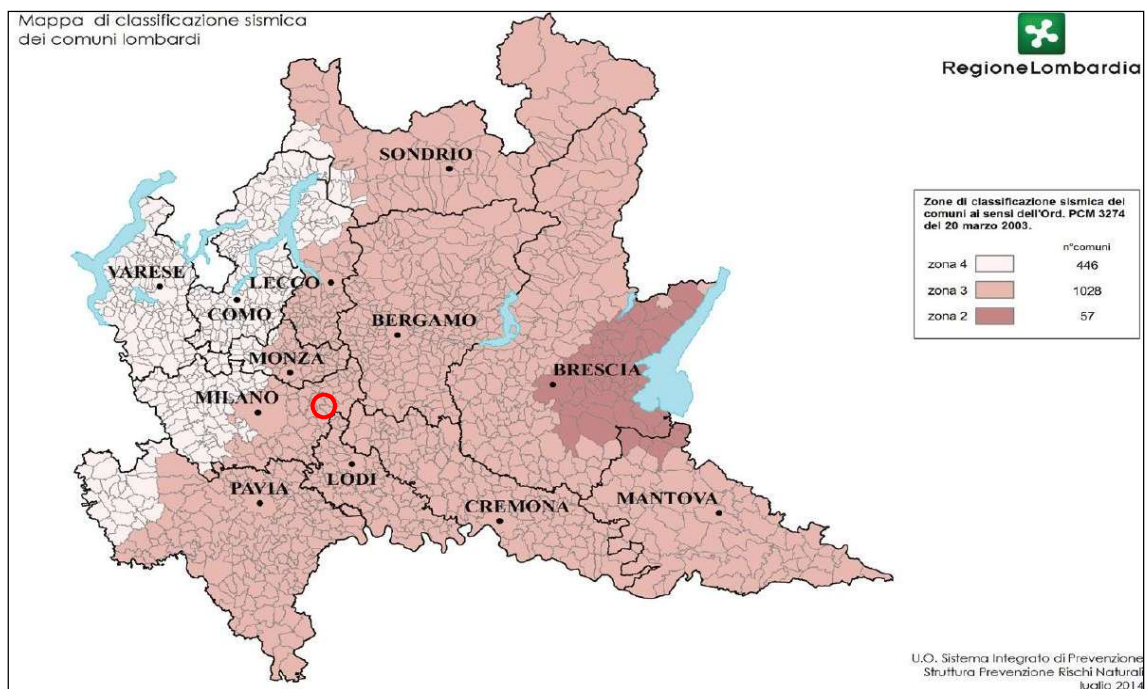 Mappa di classificazione sismica
dei comuni lombardi
RegioneLombardia
SONDRIO
VARESE
LECCO
COMO
BERGAMO
MONZA
BRESCIA
MILANO
LODI
PAVIA
CREMONA
MANTOVA
Zone di classificazione sismica dei
comuni ai sensi dell'Ord. PCM 3274
del 20 marzo 2003.
n°comuni
zona 4 446
zona 3 1028
zona 2 57
U.O. Sistema Integrato di Prevenzione
Struttura Prevenzione Rischi Naturali
luglio 2014